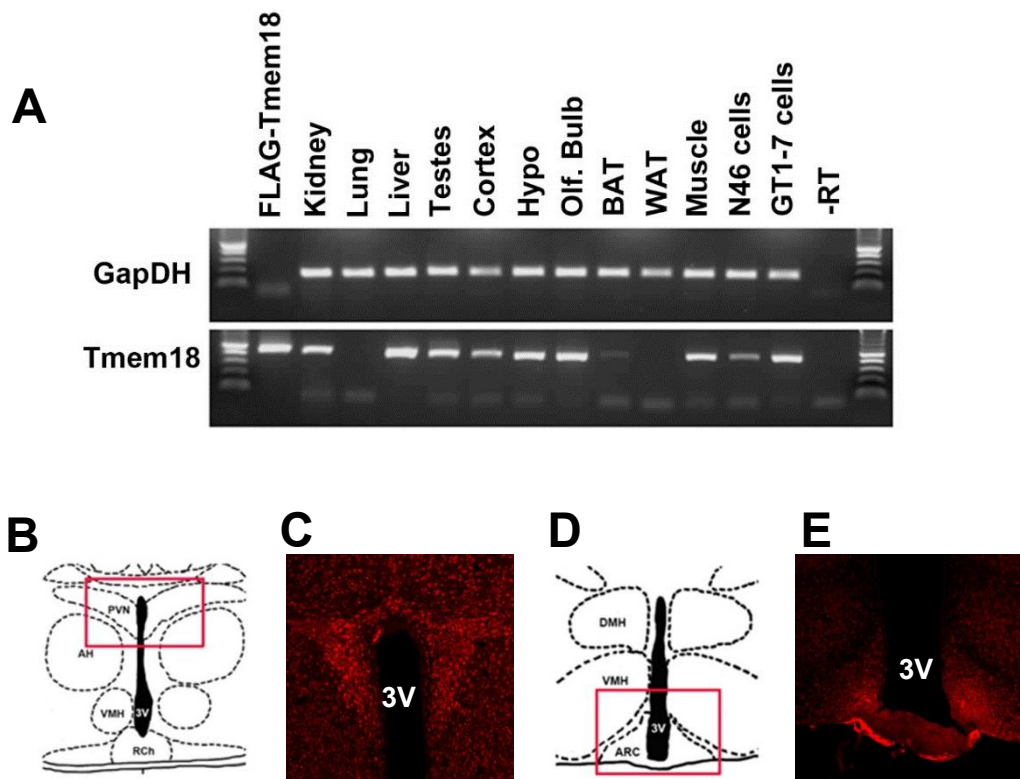 A
FLAG-Tmem18
Kidney
Lung
Liver
Testes
Cortex
Hypo
Olf. Bulb
BAT
WAT
Muscle
N46 cells
GT1-7 cells
-RT
GapDH
Tmem18
B
PVN
AH
VMH
3V
RCh
C
3V
D
DMH
VMH
3V
ARC
E
3V